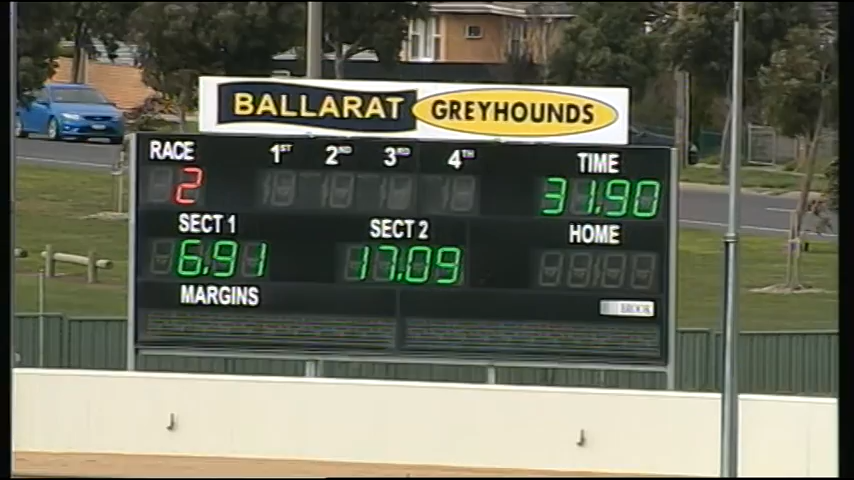 BALLARAT GREYHOUNDS
RACE 1ST 2ND 3RD 4TH TIME
2 31.90
SECT 1 SECT 2 HOME
6.91 17.09
MARGINS
BROOK